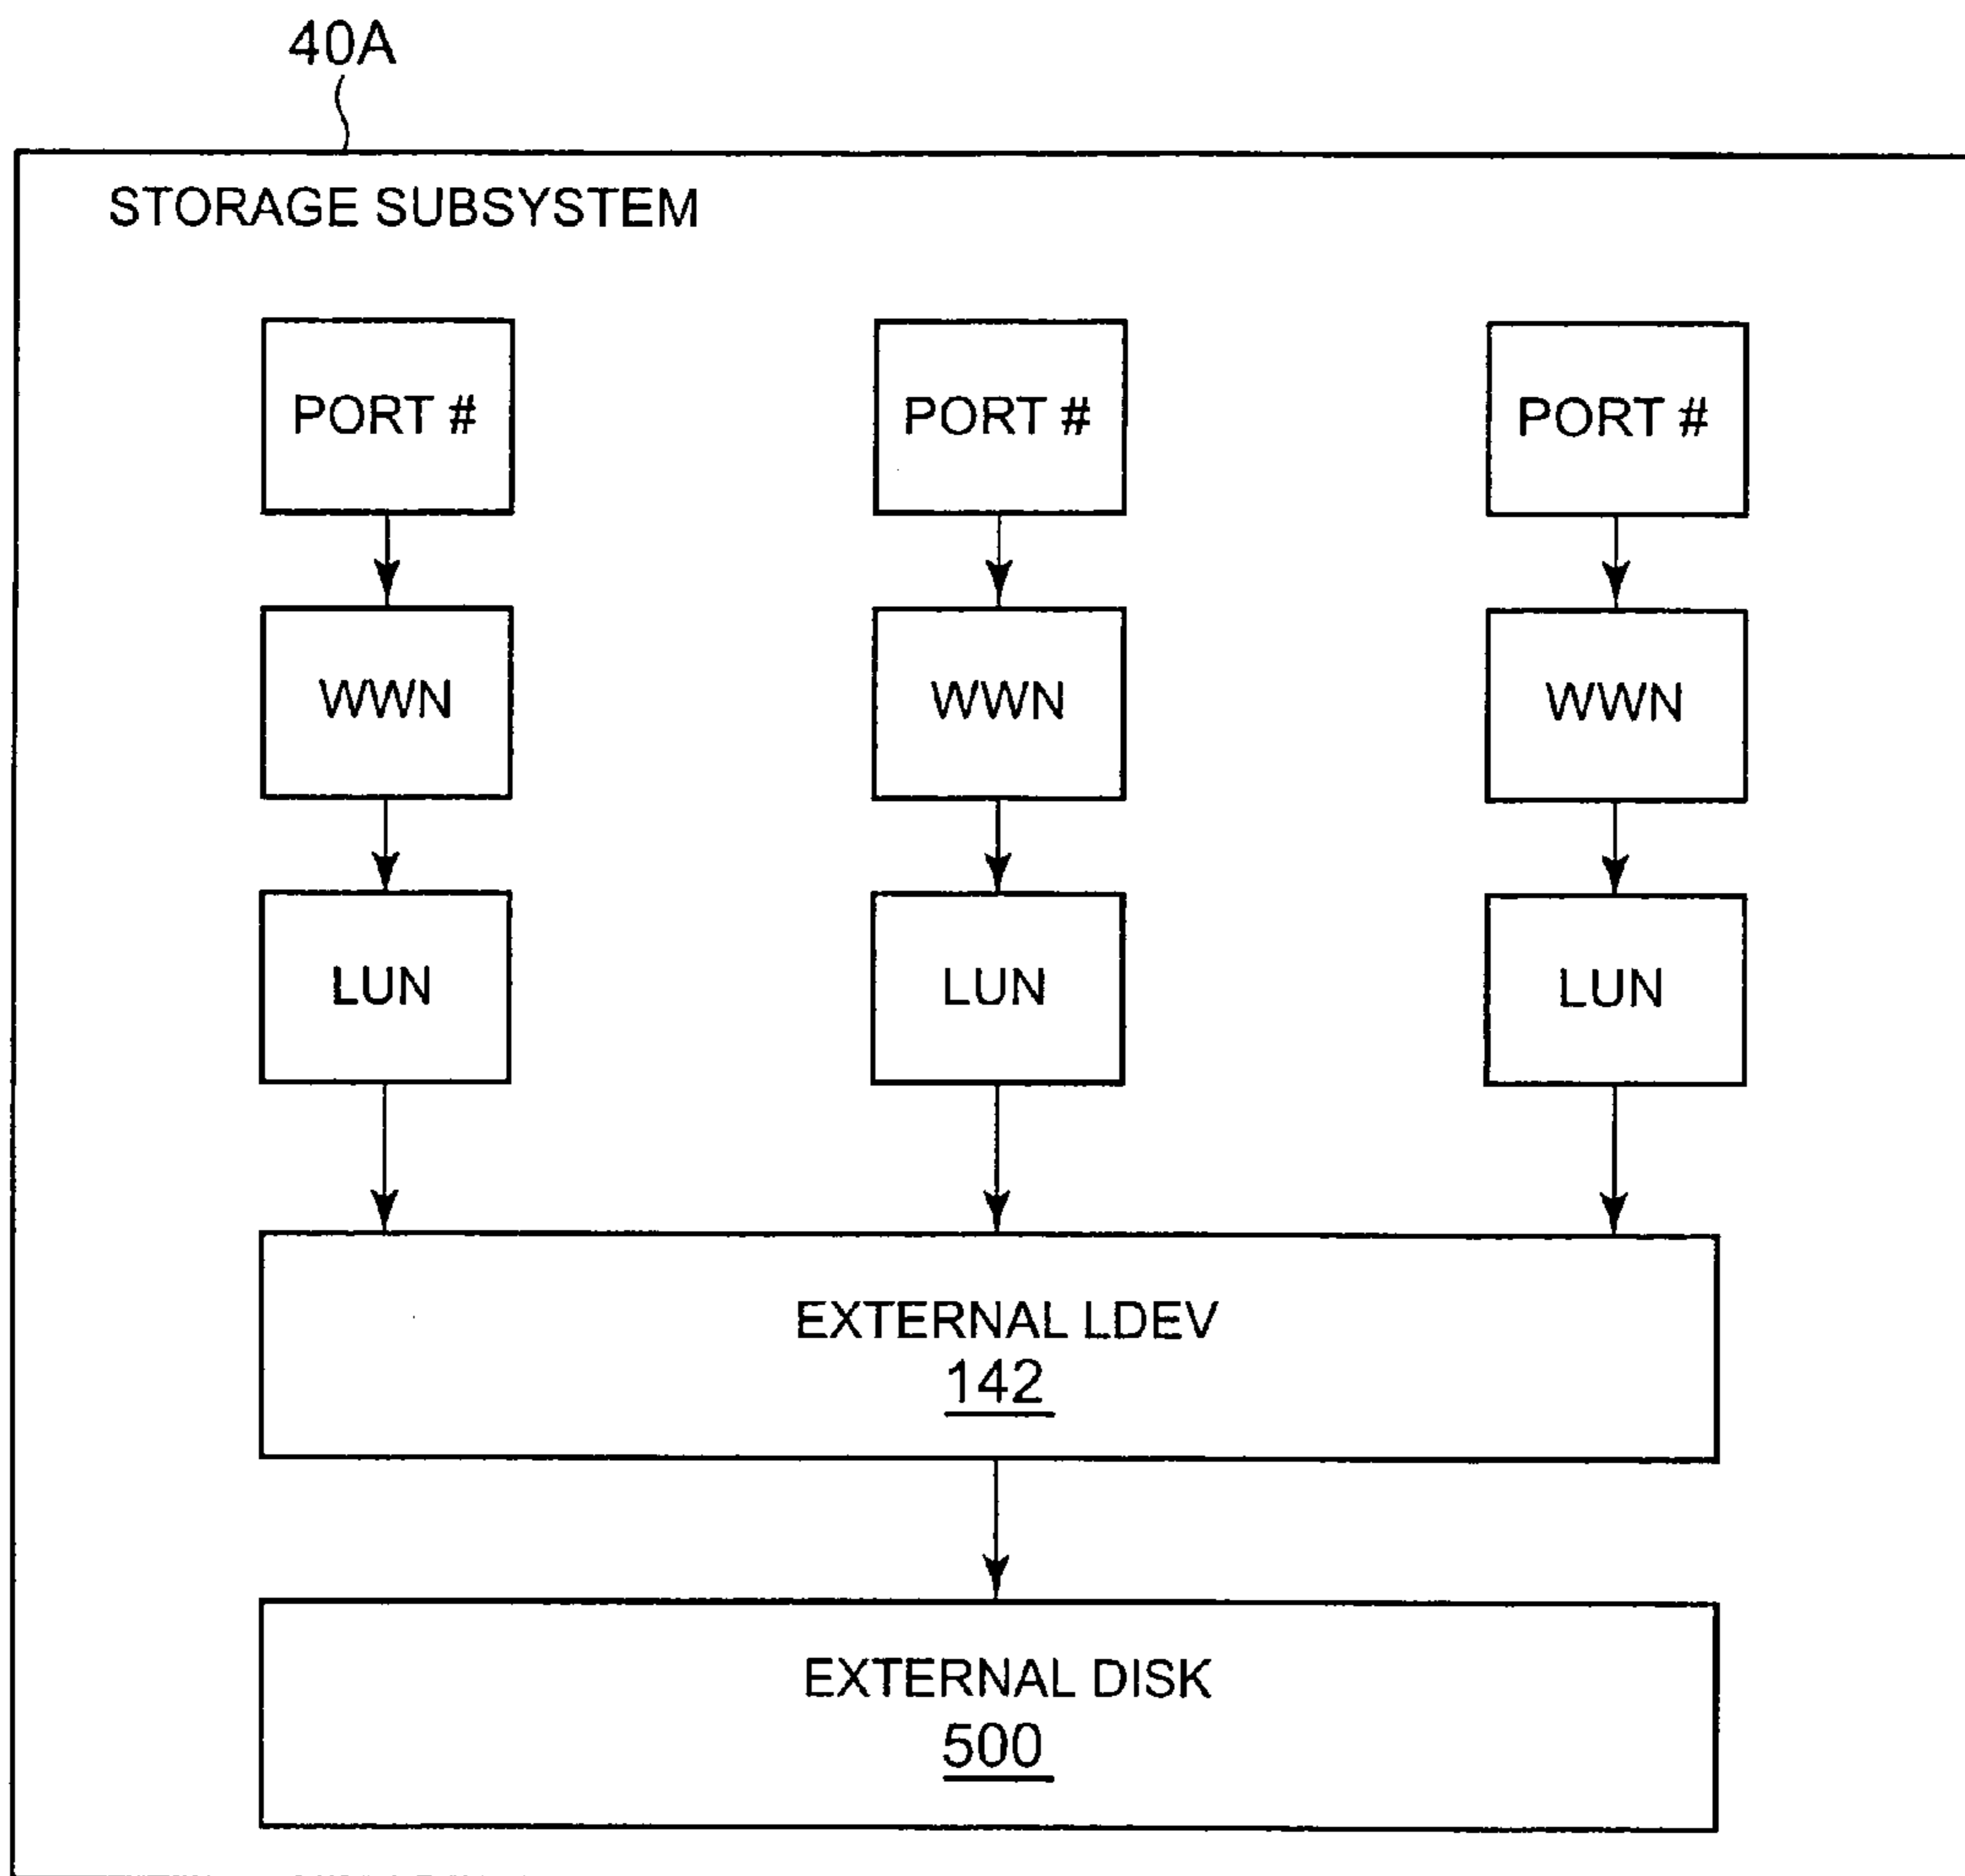 40A
STORAGE SUBSYSTEM
PORT # PORT # PORT #
WWN WWN WWN
LUN LUN LUN
EXTERNAL LDEV
142
EXTERNAL DISK
500